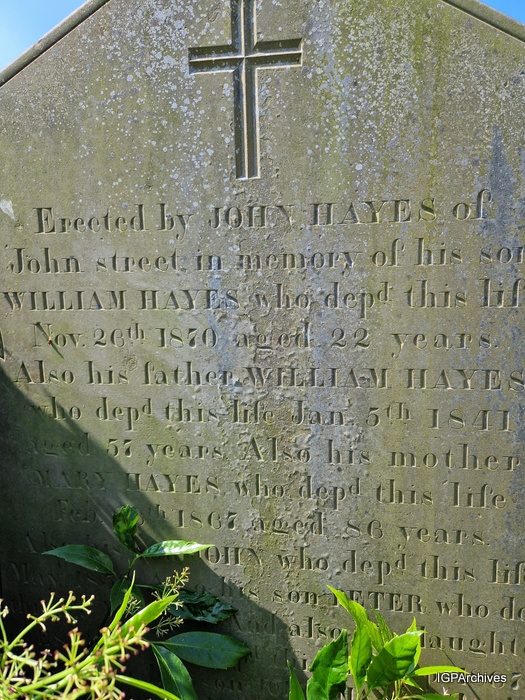 Erected by JOHN HAYES of
John street in memory of his son
WILLIAM HAYES who depd this life
Nov. 26th 1870 aged 22 years.
Also his father WILLIAM HAYES
who depd this life Jan. 5th 1841
aged 57 years. Also his mother
MARY HAYES who depd this life
Feb. 1867 aged 86 years.
JOHN who depd this lif
his son PETER who de
And also daught
IGPArchives